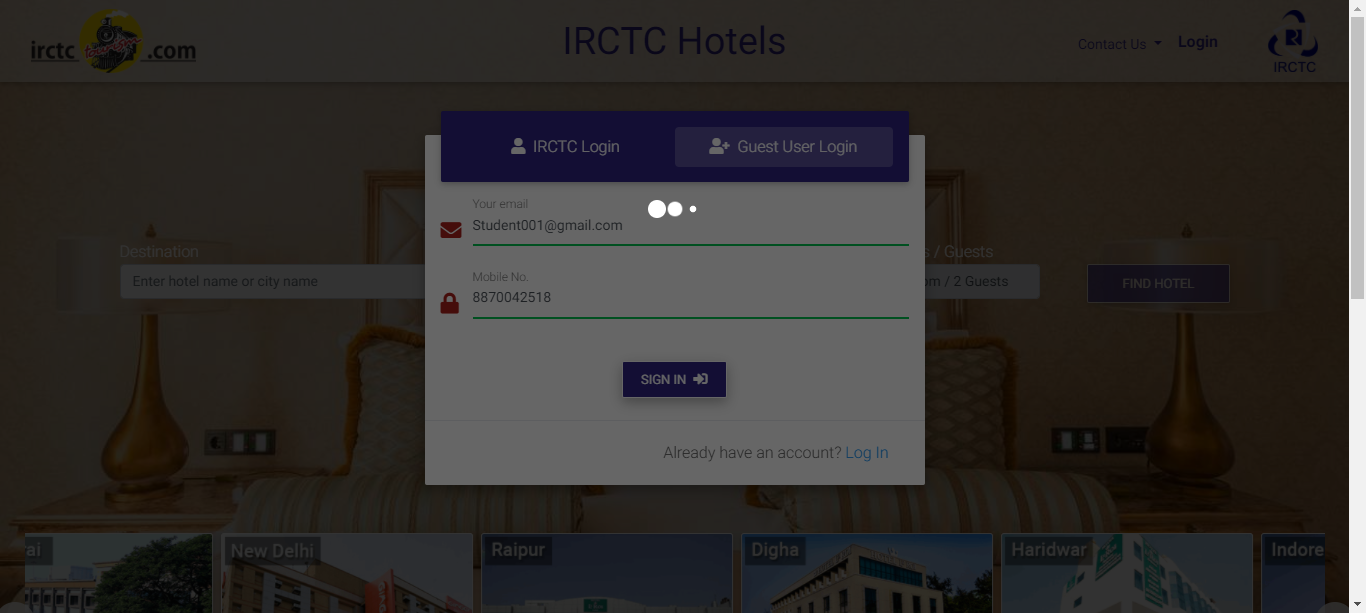 irctc tourism .com
IRCTC Hotels
Contact Us
Login
IRCTC
IRCTC Login
Guest User Login
Your email
Student001@gmail.com
Destination
s / Guests
Enter hotel name or city name
om / 2 Guests
FIND HOTEL
Mobile No.
8870042518
SIGN IN
Already have an account? Log In
ai
New Delhi
Raipur
Digha
Haridwar
Indore